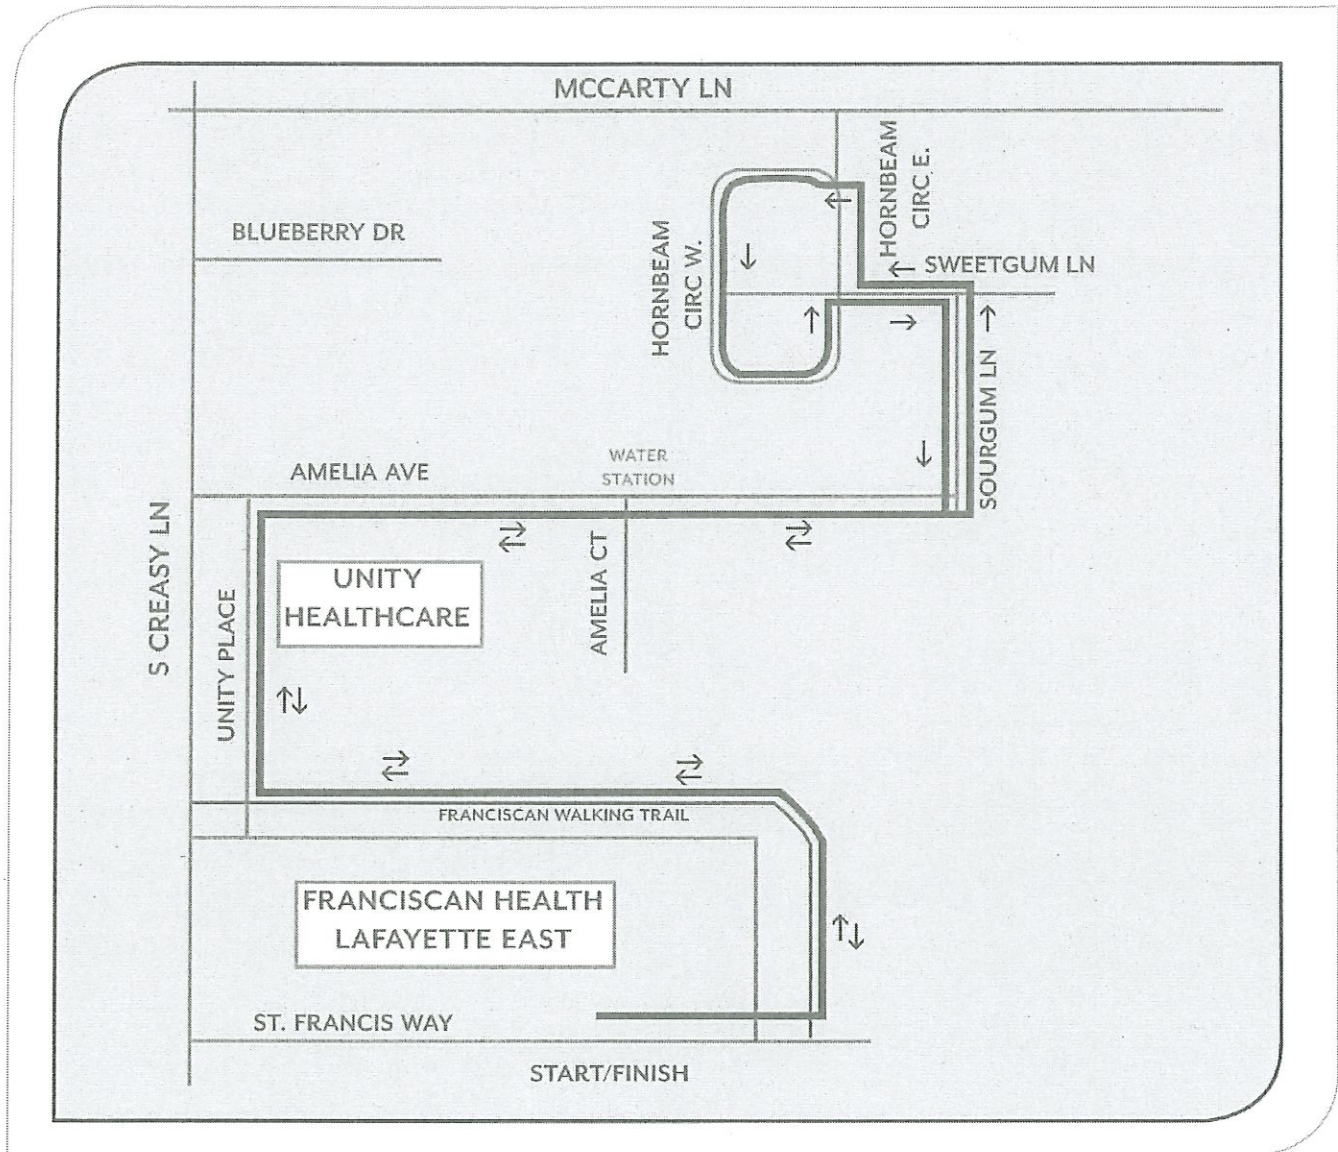 MCCARTY LN
HORNBEAM
CIRC E.
BLUEBERRY DR
HORNBEAM
CIRC W.
SWEETGUM LN
SOURGUM LN
AMELIA AVE
WATER
STATION
S CREASY LN
UNITY PLACE
UNITY
HEALTHCARE
AMELIA CT
FRANCISCAN WALKING TRAIL
FRANCISCAN HEALTH
LAFAYETTE EAST
ST. FRANCIS WAY
START/FINISH